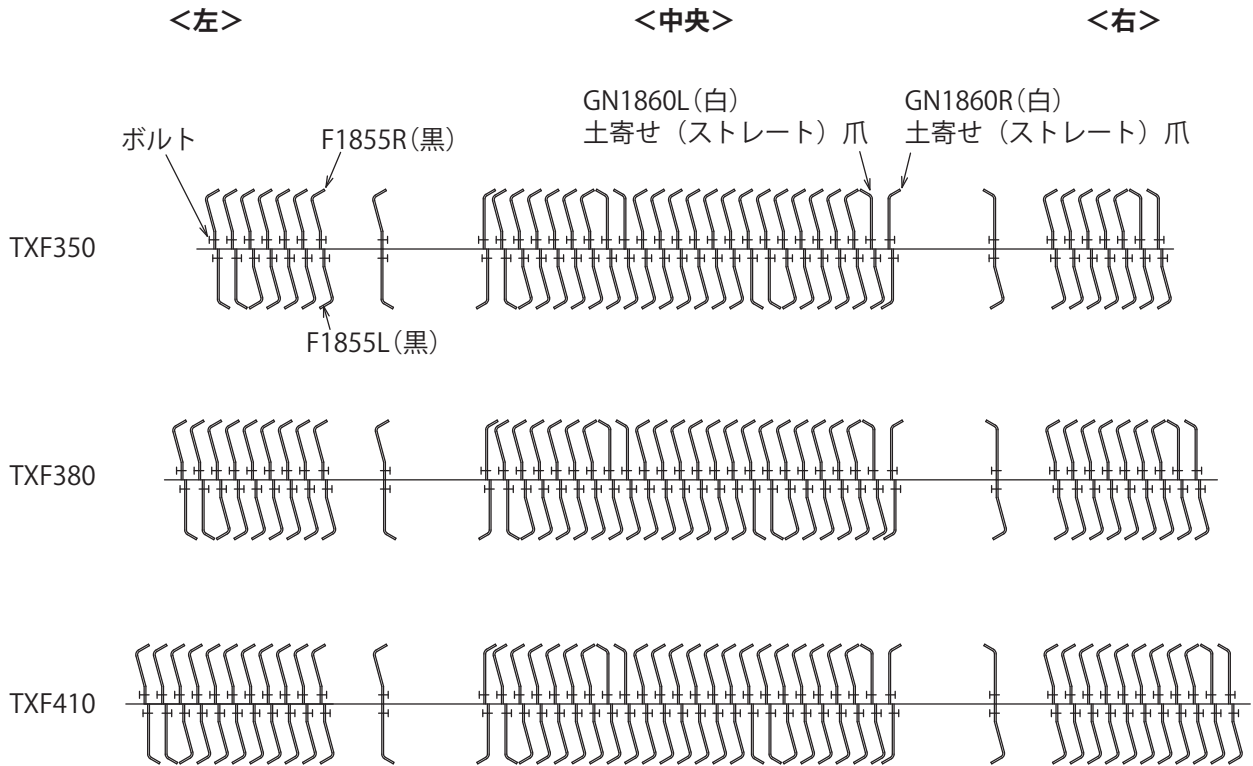 <左>
<中央>
<右>
GN1860L(白)
土寄せ(ストレート)爪
GN1860R(白)
土寄せ(ストレート)爪
ボルト
F1855R(黒)
TXF350
F1855L(黒)
TXF380
TXF410